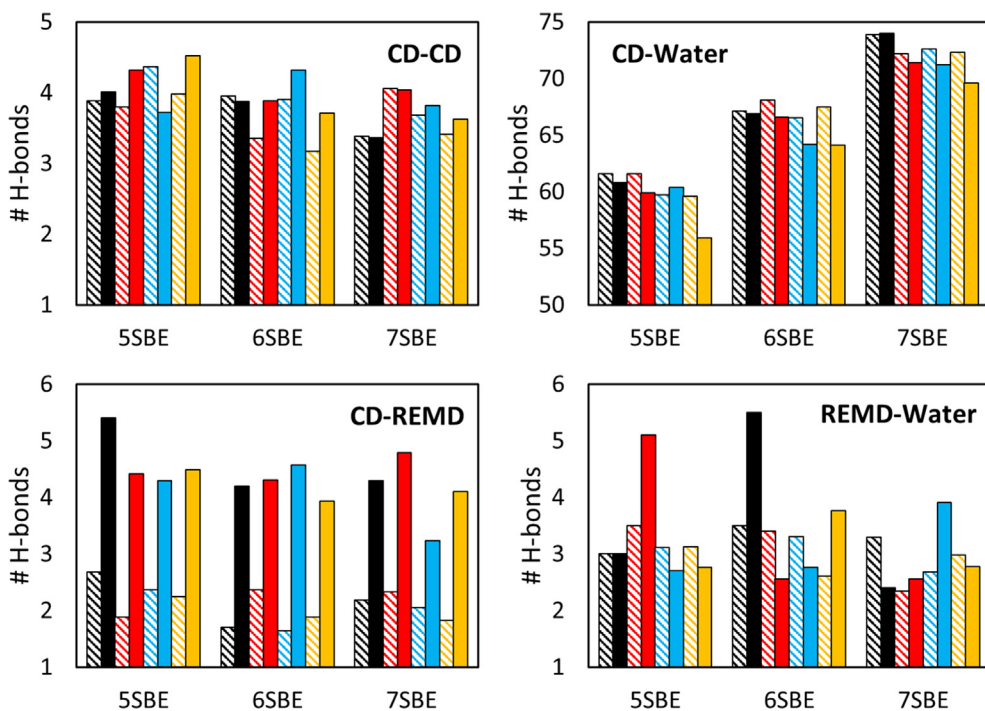 CD-CD
# H-bonds
5
4
3
2
1
5SBE 6SBE 7SBE
CD-Water
# H-bonds
75
70
65
60
55
50
5SBE 6SBE 7SBE
CD-REMD
# H-bonds
6
5
4
3
2
1
5SBE 6SBE 7SBE
REMD-Water
# H-bonds
6
5
4
3
2
1
5SBE 6SBE 7SBE